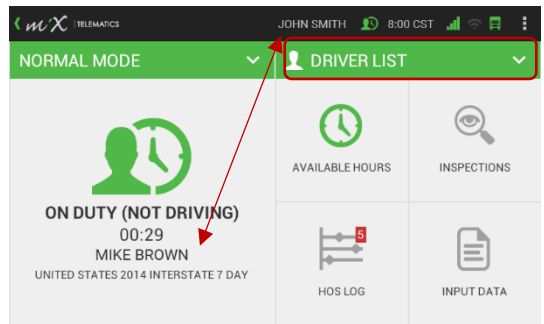 mix TELEMATICS JOHN SMITH 8:00 CST
NORMAL MODE
DRIVER LIST
ON DUTY (NOT DRIVING)
00:29
MIKE BROWN
UNITED STATES 2014 INTERSTATE 7 DAY
AVAILABLE HOURS
INSPECTIONS
5
HOS LOG
INPUT DATA